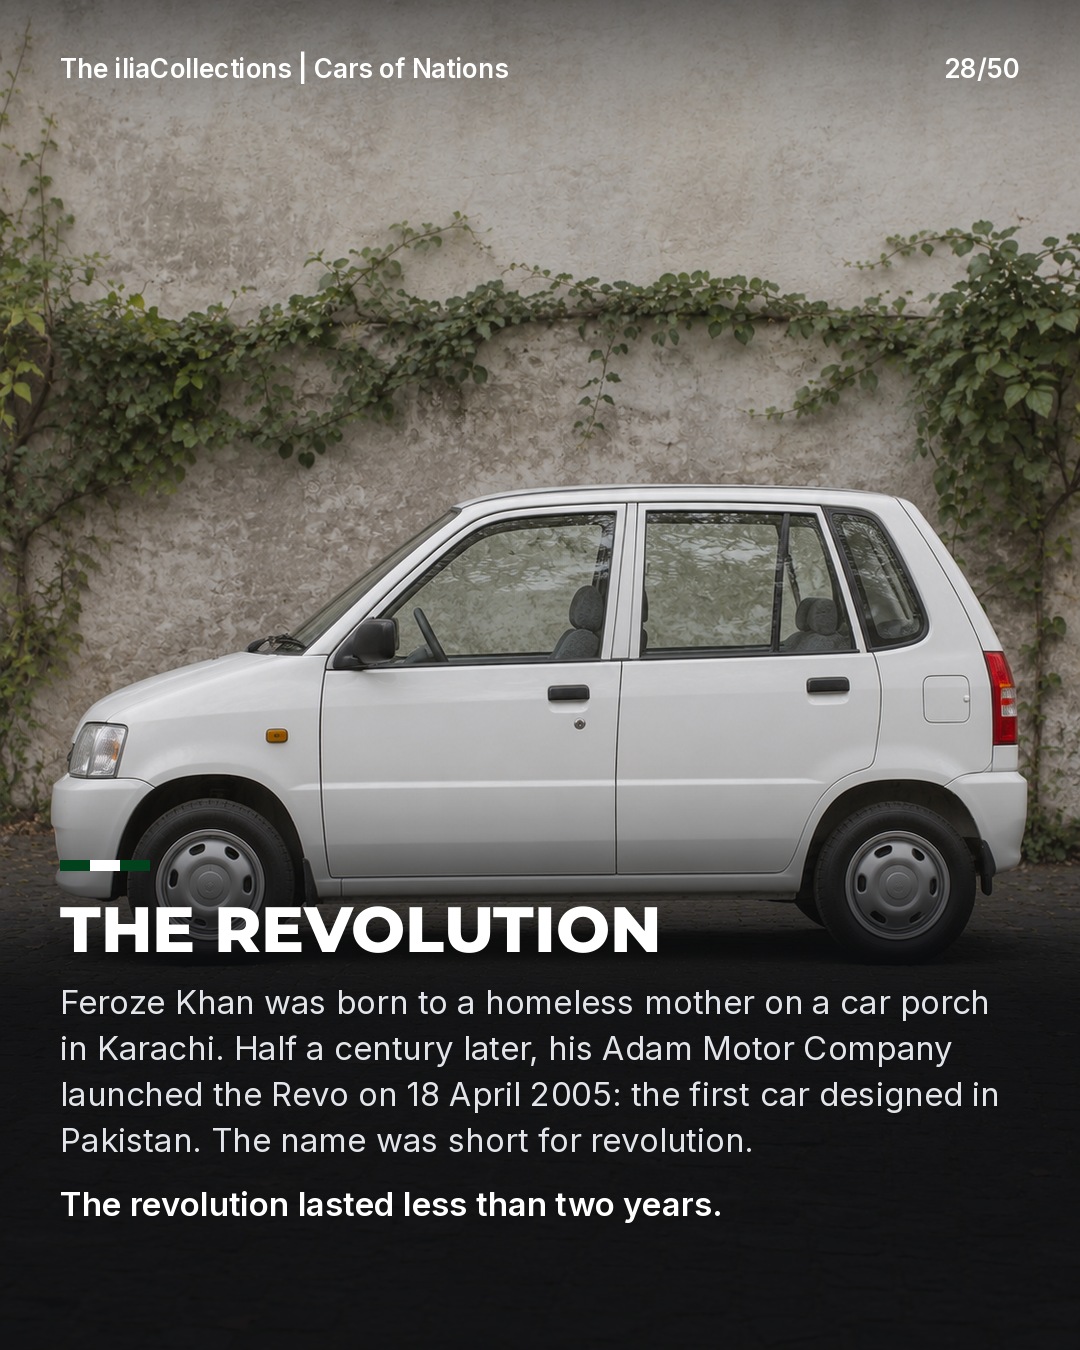 The iliaCollections | Cars of Nations
28/50
THE REVOLUTION
Feroze Khan was born to a homeless mother on a car porch
in Karachi. Half a century later, his Adam Motor Company
launched the Revo on 18 April 2005: the first car designed in
Pakistan. The name was short for revolution.
The revolution lasted less than two years.